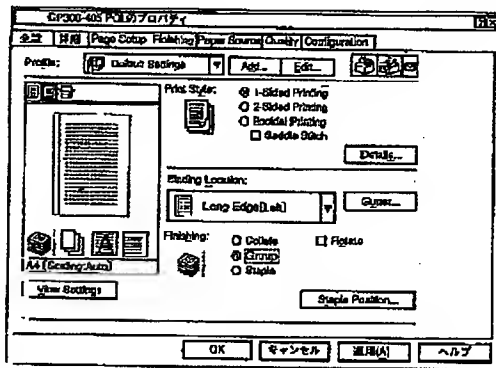 GP300-405 PCLのプロパティ
全般 詳細 Page Setup Finishing Paper Source Quality Configuration
Profile: Default Settings Add... Edit...
Print Style: 1-Sided Printing
2-Sided Printing
Booklet Printing
Saddle Stitch
Details...
Binding Location:
Long Edge[Left] Gutter...
Finishing: Collate Rotate
Group
Staple
A4 [Scaling:Auto]
View Settings
Staple Position...
OK キャンセル 適用(A) ヘルプ